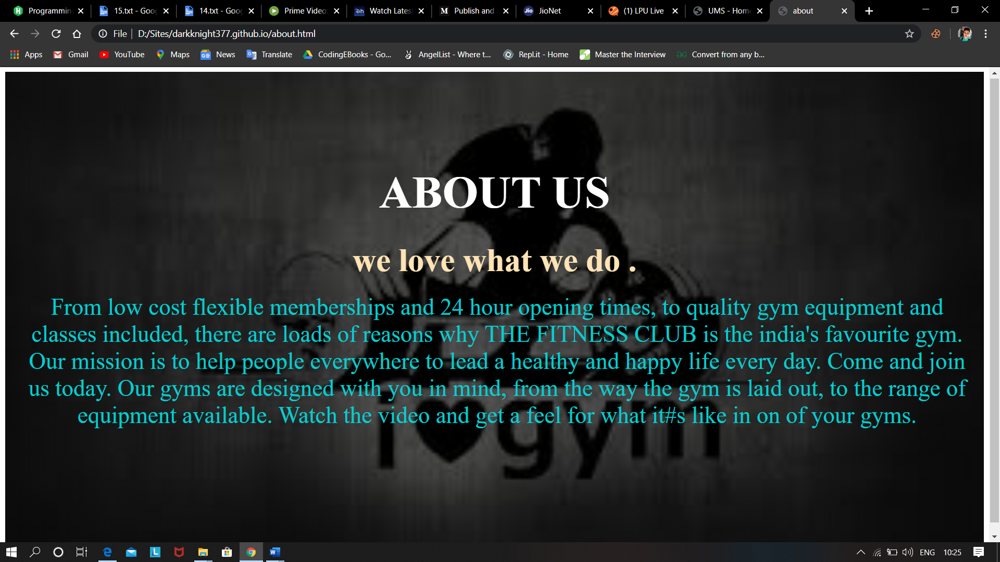 Programmin
15.txt - Goog
14.txt - Goog
Prime Video
Watch Latest
Publish and
JioNet
(1) LPU Live
UMS - Home
about
File
D:/Sites/darkknight377.github.io/about.html
Apps
Gmail
YouTube
Maps
News
Translate
CodingEBooks - Go...
AngelList - Where t...
Repl.it - Home
Master the Interview
Convert from any b...
ABOUT US
we love what we do .
From low cost flexible memberships and 24 hour opening times, to quality gym equipment and
classes included, there are loads of reasons why THE FITNESS CLUB is the india's favourite gym.
Our mission is to help people everywhere to lead a healthy and happy life every day. Come and join
us today. Our gyms are designed with you in mind, from the way the gym is laid out, to the range of
equipment available. Watch the video and get a feel for what it#s like in on of your gyms.
i gym
ENG
10:25